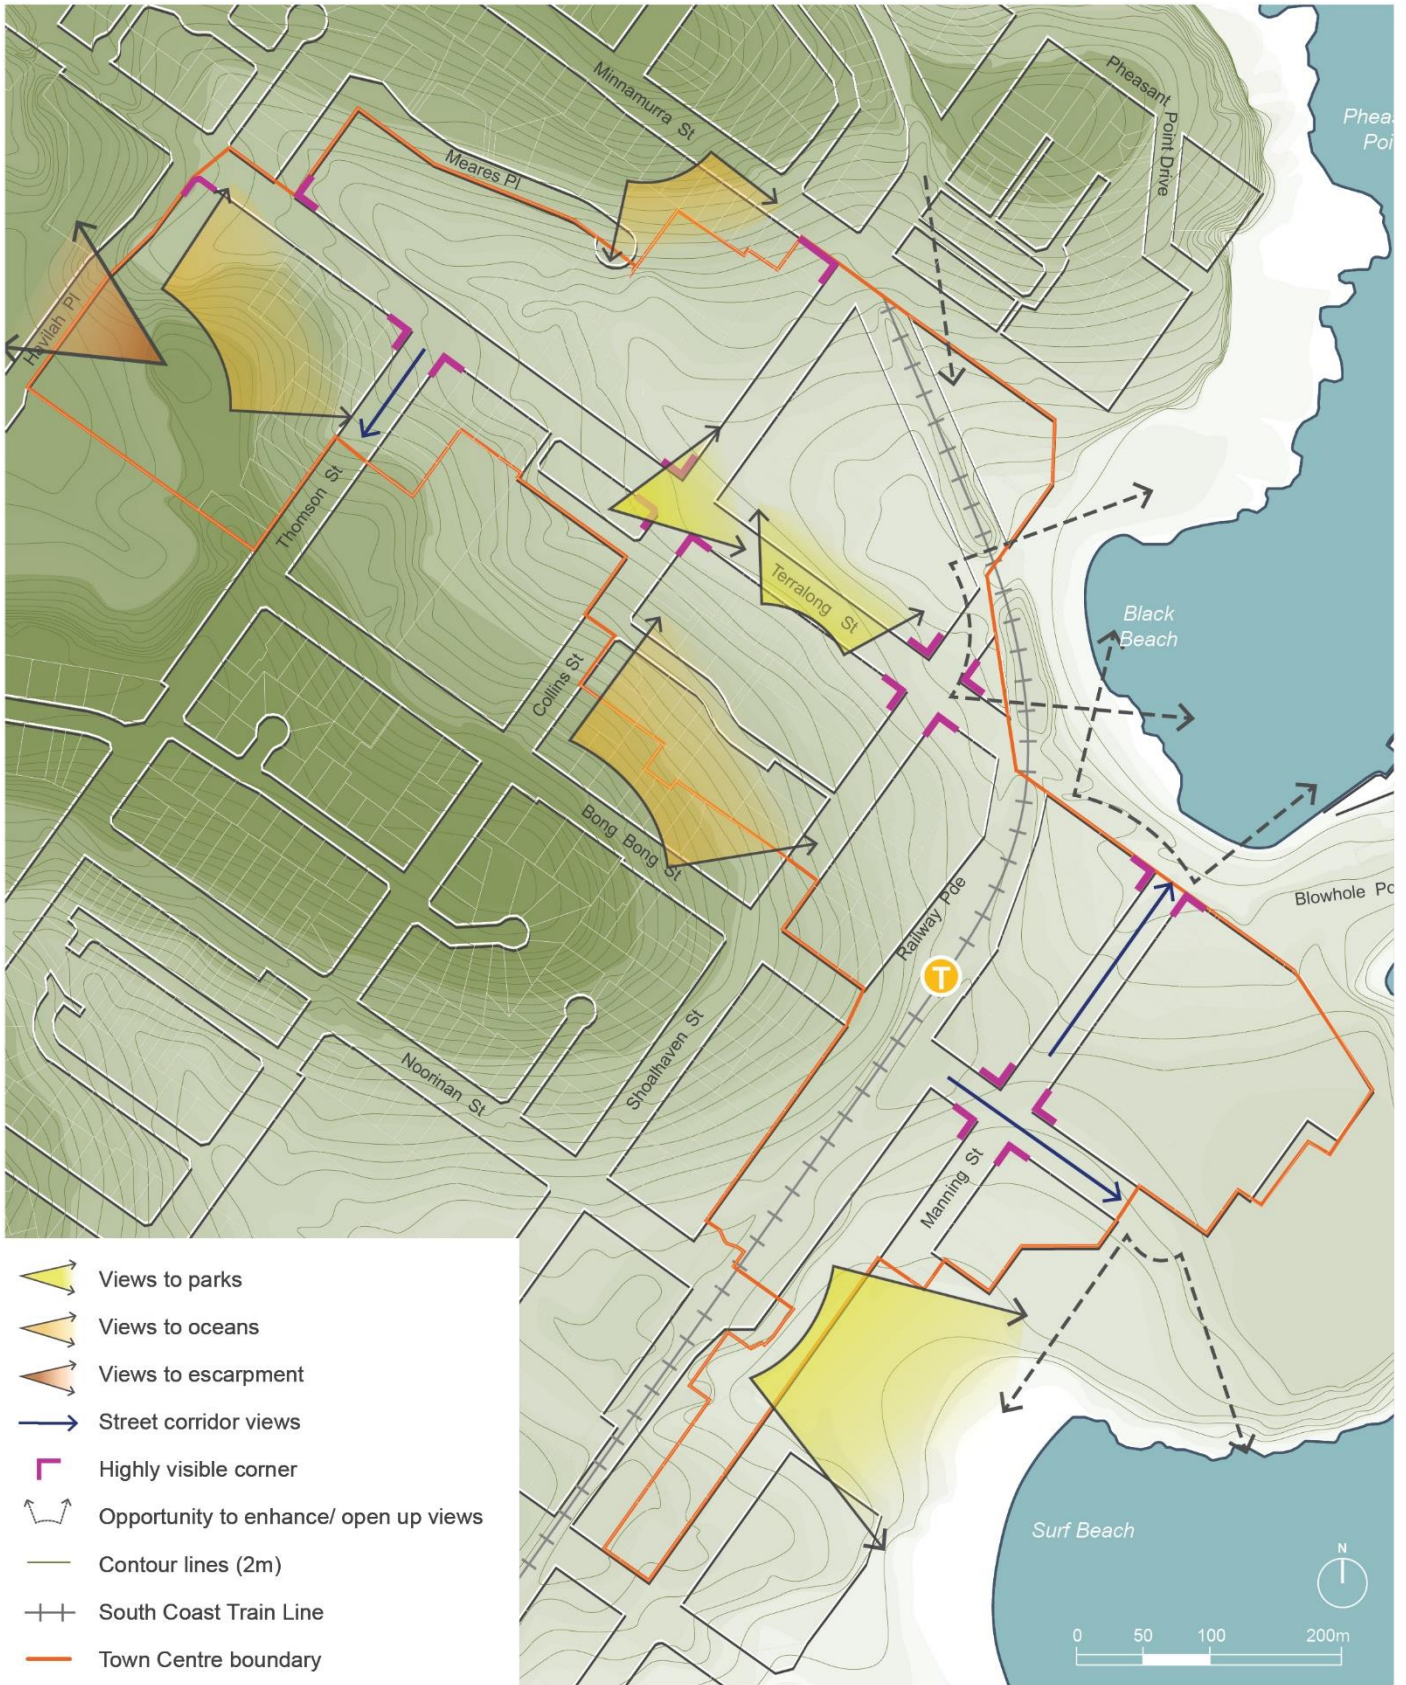 Minnamurra St
Pheasant Point Drive
Pheas
Poi
Meares Pl
Havilah Pl
Thomson St
Terralong St
Black
Beach
Collins St
Bong Bong St
Railway Pde
Blowhole Po
T
Noorinan St
Shoalhaven St
Manning St
Views to parks
Views to oceans
Views to escarpment
Street corridor views
Highly visible corner
Opportunity to enhance/ open up views
Contour lines (2m)
South Coast Train Line
Town Centre boundary
Surf Beach
N
0 50 100 200m